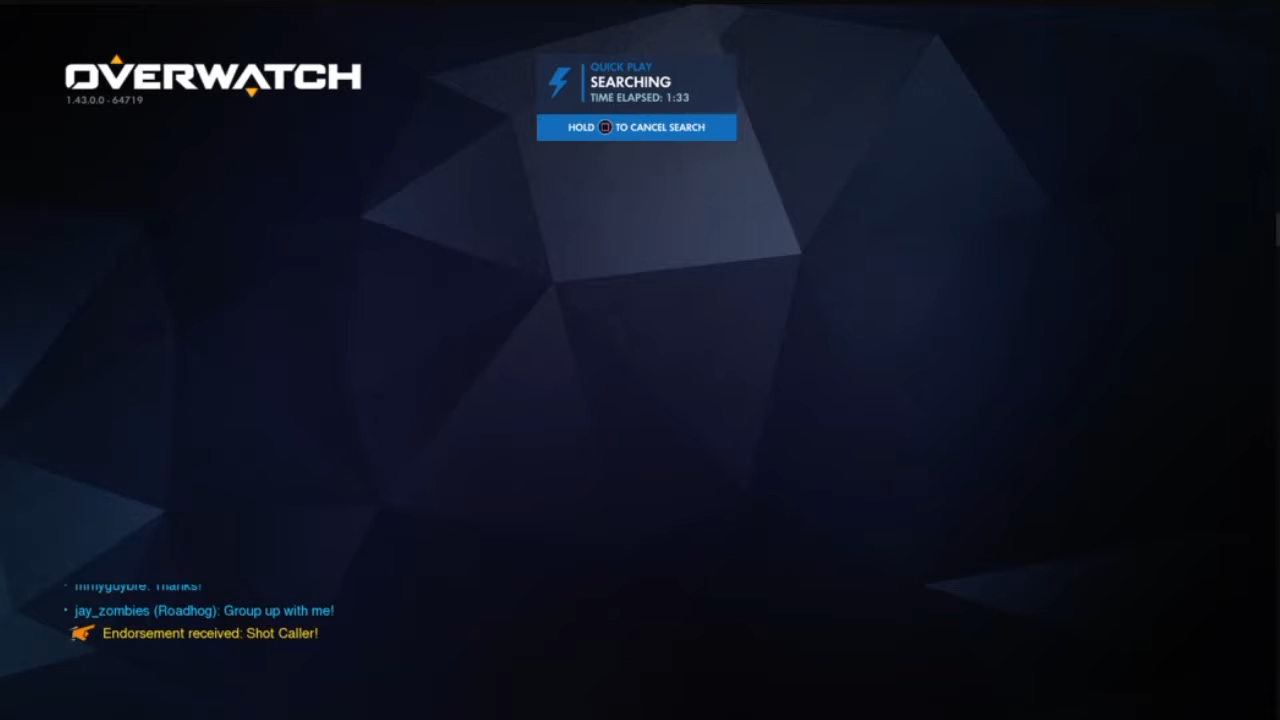 OVERWATCH
1.43.0.0 - 64719
QUICK PLAY
SEARCHING
TIME ELAPSED: 1:33
HOLD TO CANCEL SEARCH
Thanks!
jay_zombies (Roadhog): Group up with me!
Endorsement received: Shot Caller!